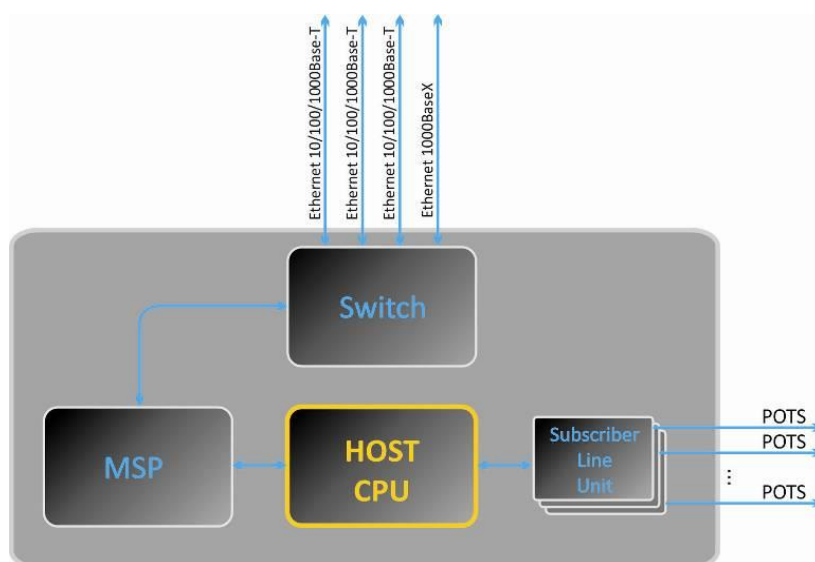 Ethernet 10/100/1000Base-T
Ethernet 10/100/1000Base-T
Ethernet 10/100/1000Base-T
Ethernet 1000BaseX
Switch
MSP
HOST
CPU
Subscriber
Line
Unit
POTS
POTS
...
POTS